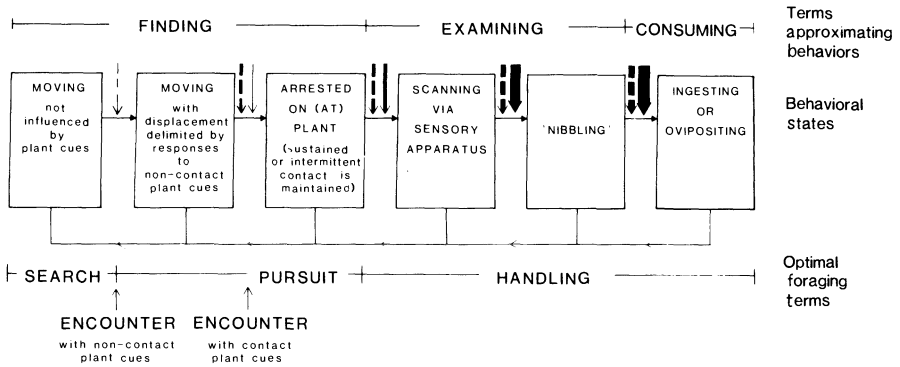 FINDING
EXAMINING
CONSUMING
Terms
approximating
behaviors
MOVING
not
influenced
by
plant cues
MOVING
with
displacement
delimited by
responses
to
non-contact
plant cues
ARRESTED
ON (AT)
PLANT
(sustained
or intermittent
contact is
maintained)
SCANNING
VIA
SENSORY
APPARATUS
'NIBBLING'
INGESTING
OR
OVIPOSITING
Behavioral
states
SEARCH
PURSUIT
HANDLING
Optimal
foraging
terms
ENCOUNTER
with non-contact
plant cues
ENCOUNTER
with contact
plant cues